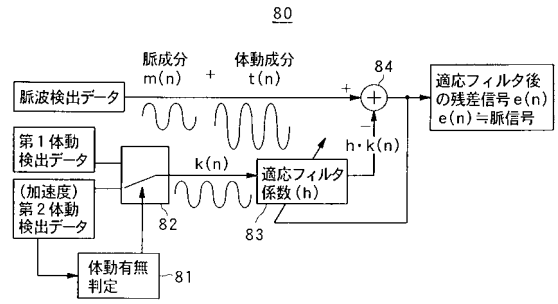 80
脈成分
m(n)
+
体動成分
t(n)
84
脈波検出データ
+
−
適応フィルタ後
の残差信号e(n)
e(n)≒脈信号
第1体動
検出データ
k(n)
h・k(n)
(加速度)
第2体動
検出データ
82
適応フィルタ
係数(h)
83
体動有無
判定
81